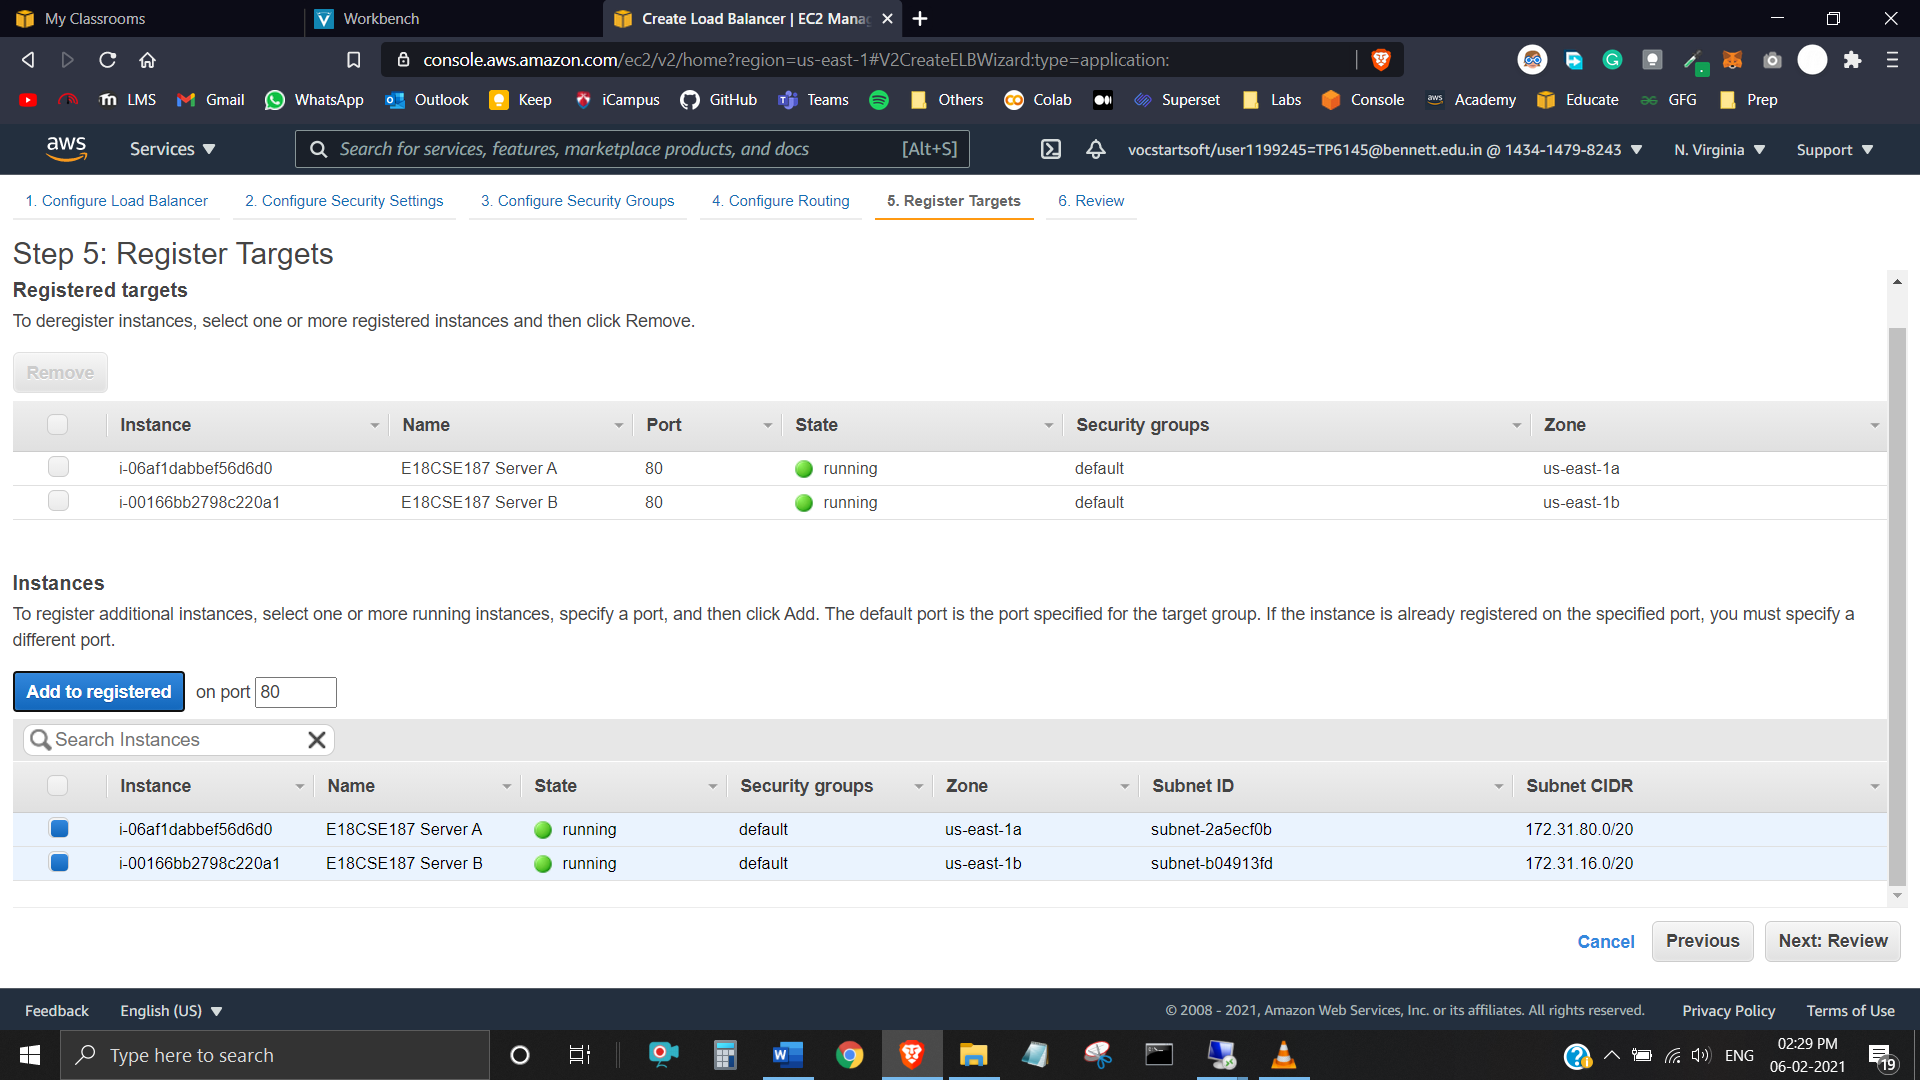 My Classrooms
Workbench
Create Load Balancer | EC2 Mana
console.aws.amazon.com/ec2/v2/home?region=us-east-1#V2CreateELBWizard:type=application:
LMS Gmail WhatsApp Outlook Keep iCampus GitHub Teams Others Colab Superset Labs Console Academy Educate GFG Prep
aws Services Search for services, features, marketplace products, and docs [Alt+S] vocstartsoft/user1199245=TP6145@bennett.edu.in @ 1434-1479-8243 N. Virginia Support
1. Configure Load Balancer 2. Configure Security Settings 3. Configure Security Groups 4. Configure Routing 5. Register Targets 6. Review
Step 5: Register Targets
Registered targets
To deregister instances, select one or more registered instances and then click Remove.
Remove
Instance Name Port State Security groups Zone
i-06af1dabbef56d6d0 E18CSE187 Server A 80 running default us-east-1a
i-00166bb2798c220a1 E18CSE187 Server B 80 running default us-east-1b
Instances
To register additional instances, select one or more running instances, specify a port, and then click Add. The default port is the port specified for the target group. If the instance is already registered on the specified port, you must specify a
different port.
Add to registered on port 80
Search Instances
Instance Name State Security groups Zone Subnet ID Subnet CIDR
i-06af1dabbef56d6d0 E18CSE187 Server A running default us-east-1a subnet-2a5ecf0b 172.31.80.0/20
i-00166bb2798c220a1 E18CSE187 Server B running default us-east-1b subnet-b04913fd 172.31.16.0/20
Cancel Previous Next: Review
Feedback English (US) © 2008 - 2021, Amazon Web Services, Inc. or its affiliates. All rights reserved. Privacy Policy Terms of Use
Type here to search ENG 02:29 PM
06-02-2021 19